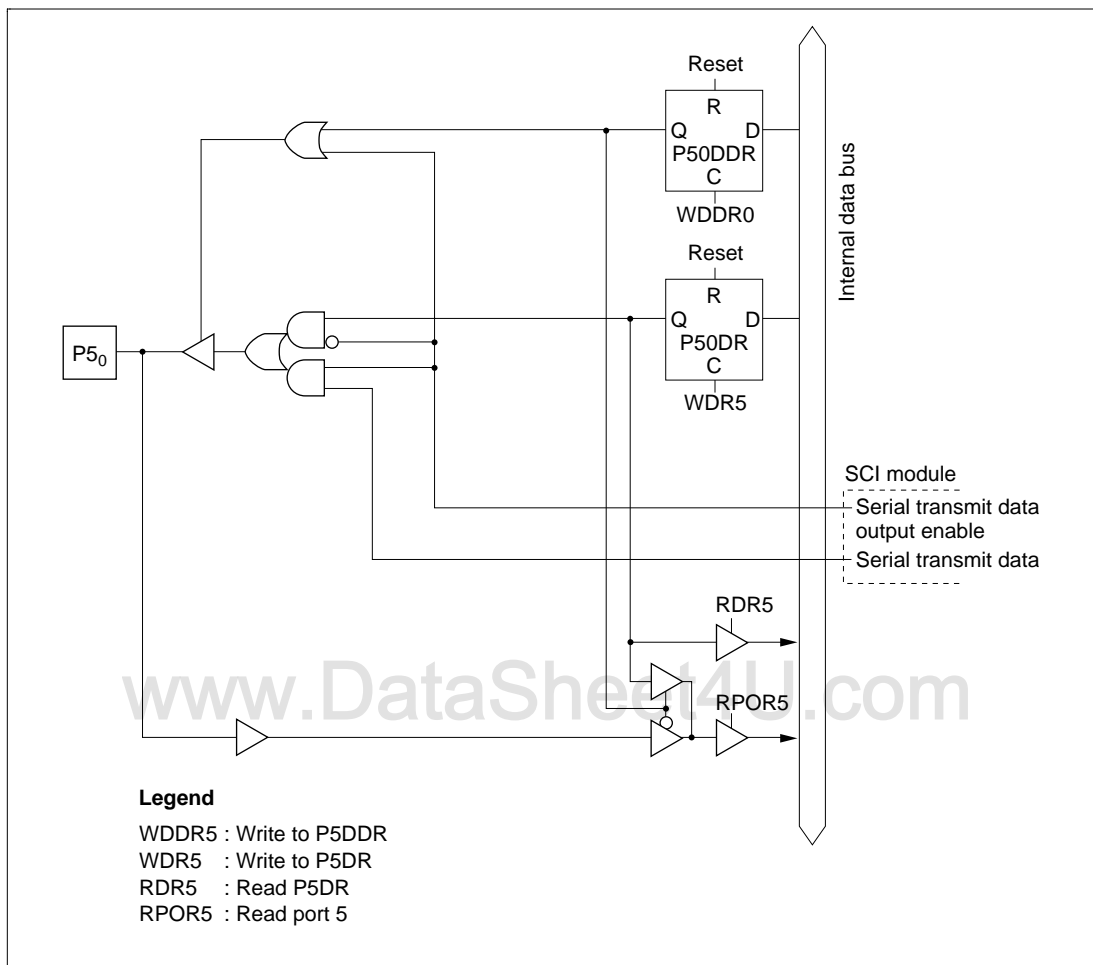 Reset
R
Q D
P50DDR
C
WDDR0
Reset
R
Q D
P50DR
C
WDR5
Internal data bus
P5₀
SCI module
Serial transmit data
output enable
Serial transmit data
RDR5
RPOR5
www.DataSheet4U.com
Legend
WDDR5 : Write to P5DDR
WDR5 : Write to P5DR
RDR5 : Read P5DR
RPOR5 : Read port 5